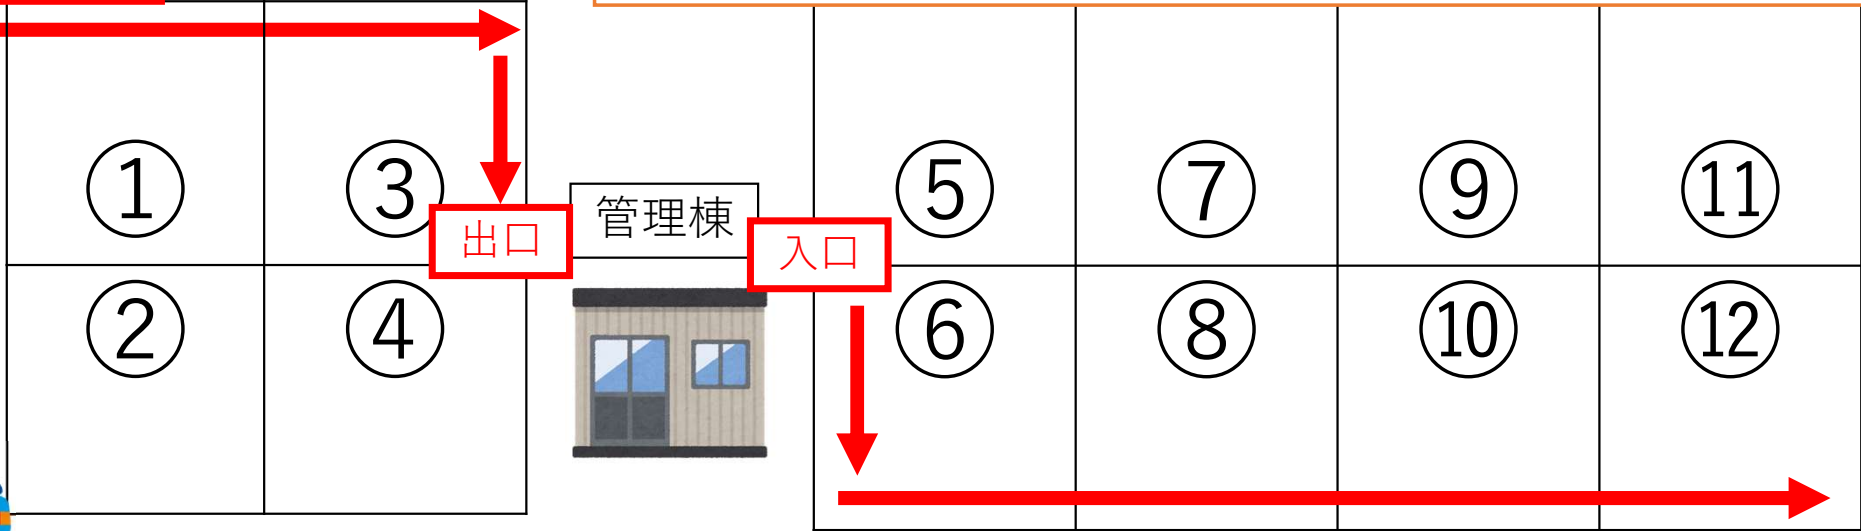 ① ③ ⑤ ⑦ ⑨ ⑪
管理棟
出口 入口
② ④ ⑥ ⑧ ⑩ ⑫